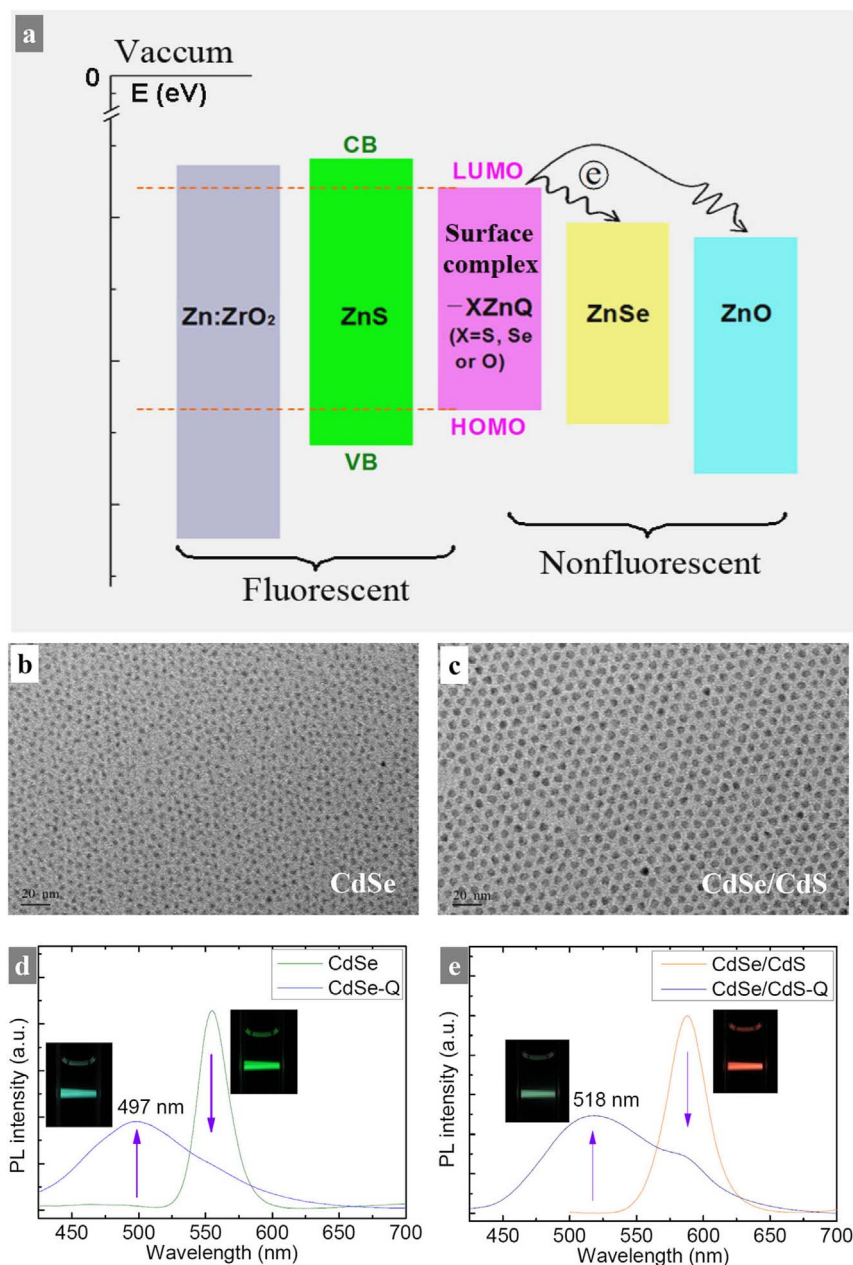 a
Vaccum
0
E (eV)
CB
LUMO
e
Surface
complex
Zn:ZrO₂
ZnS
–XZnQ
(X=S, Se
or O)
ZnSe
ZnO
HOMO
VB
Fluorescent
Nonfluorescent
b
20 nm
CdSe
c
20 nm
CdSe/CdS
d
CdSe
CdSe-Q
497 nm
PL intensity (a.u.)
450 500 550 600 650 700
Wavelength (nm)
e
CdSe/CdS
CdSe/CdS-Q
518 nm
PL intensity (a.u.)
450 500 550 600 650 700
Wavelength (nm)